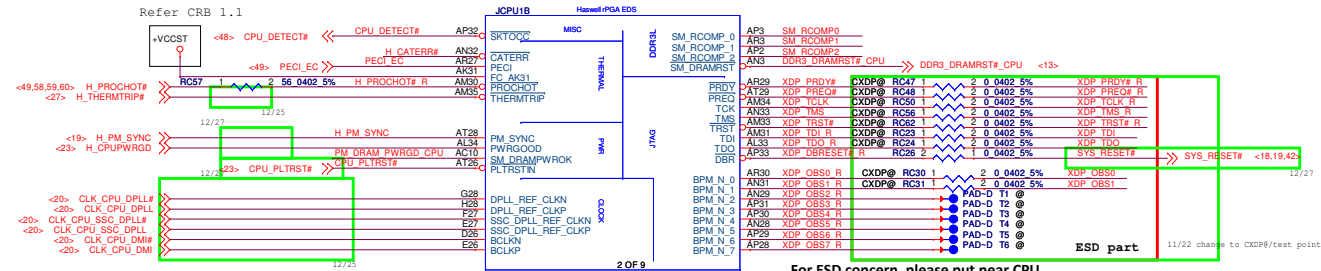 Refer CRB 1.1
+VCCST
JCPU1B
Haswell rPGA EDS
MISC
THERMAL
PWR
CLOCK
DDR3L
JTAG
<48> CPU_DETECT# CPU_DETECT# AP32 SKTOCC
H_CATERR# AN32 CATERR
<49> PECI_EC PECI_EC AR27 PECI
AK31 FC_AK31
<49,58,59,60> H_PROCHOT# RC57 1 2 56_0402_5% H_PROCHOT#_R AM30 PROCHOT
<27> H_THERMTRIP# AM35 THERMTRIP
12/25
12/27
<19> H_PM_SYNC H_PM_SYNC AT28 PM_SYNC
<23> H_CPUPWRGD AL34 PWRGOOD
PM_DRAM_PWRGD_CPU AC10 SM_DRAMPWROK
12/27
<23> CPU_PLTRST# CPU_PLTRST# AT26 PLTRSTIN
<20> CLK_CPU_DPLL# G28 DPLL_REF_CLKN
<20> CLK_CPU_DPLL H28 DPLL_REF_CLKP
<20> CLK_CPU_SSC_DPLL# F27 SSC_DPLL_REF_CLKN
<20> CLK_CPU_SSC_DPLL E27 SSC_DPLL_REF_CLKP
<20> CLK_CPU_DMI# D26 BCLKN
<20> CLK_CPU_DMI E26 BCLKP
12/25
2 OF 9
SM_RCOMP_0 AP3 SM_RCOMP0
SM_RCOMP_1 AR3 SM_RCOMP1
SM_RCOMP_2 AP2 SM_RCOMP2
SM_DRAMRST AN3 DDR3_DRAMRST#_CPU DDR3_DRAMRST#_CPU <13>
PRDY AR29 XDP_PRDY# CXDP@ RC47 1 2 0_0402_5% XDP_PRDY#_R
PREQ AT29 XDP_PREQ# CXDP@ RC48 1 2 0_0402_5% XDP_PREQ#_R
TCK AM34 XDP_TCLK CXDP@ RC50 1 2 0_0402_5% XDP_TCLK_R
TMS AN33 XDP_TMS CXDP@ RC56 1 2 0_0402_5% XDP_TMS_R
TRST AM33 XDP_TRST# CXDP@ RC62 1 2 0_0402_5% XDP_TRST#_R
TDI AM31 XDP_TDI_R CXDP@ RC23 1 2 0_0402_5% XDP_TDI
TDO AL33 XDP_TDO_R CXDP@ RC24 1 2 0_0402_5% XDP_TDO
DBR AP33 XDP_DBRESET#_R RC26 2 1 0_0402_5% SYS_RESET# SYS_RESET# <18,19,42>
12/27
BPM_N_0 AR30 XDP_OBS0_R CXDP@ RC30 1 2 0_0402_5% XDP_OBS0
BPM_N_1 AN31 XDP_OBS1_R CXDP@ RC31 1 2 0_0402_5% XDP_OBS1
BPM_N_2 AN29 XDP_OBS2_R PAD~D T1 @
BPM_N_3 AP31 XDP_OBS3_R PAD~D T2 @
BPM_N_4 AP30 XDP_OBS4_R PAD~D T3 @
BPM_N_5 AN28 XDP_OBS5_R PAD~D T4 @
BPM_N_6 AP29 XDP_OBS6_R PAD~D T5 @
BPM_N_7 AP28 XDP_OBS7_R PAD~D T6 @
ESD part
11/22 change to CXDP@/test point
For ESD concern, please put near CPU